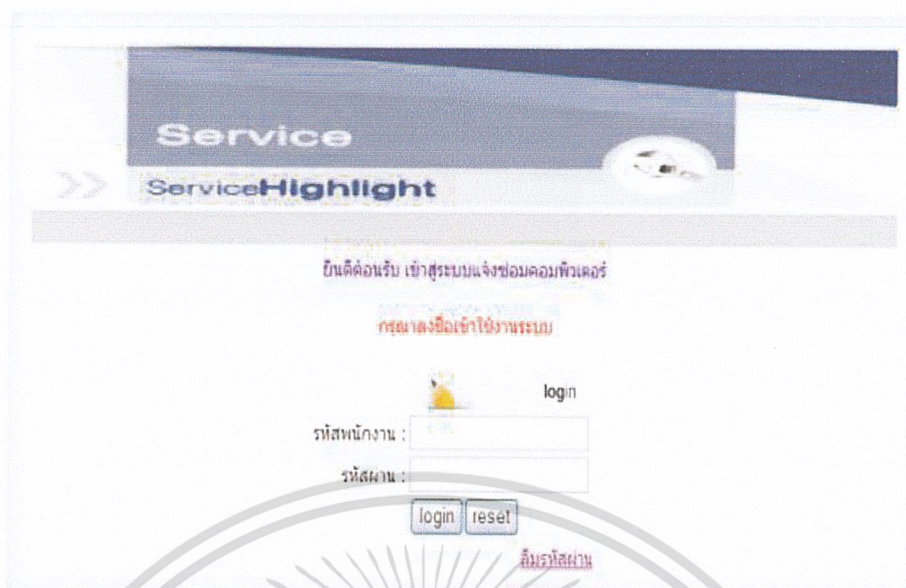 Service
ServiceHighlight
ยินดีต้อนรับ เข้าสู่ระบบแจ้งซ่อมคอมพิวเตอร์
กรุณาลงชื่อเข้าใช้งานระบบ
login
รหัสพนักงาน :
รหัสผ่าน :
login reset
ลืมรหัสผ่าน